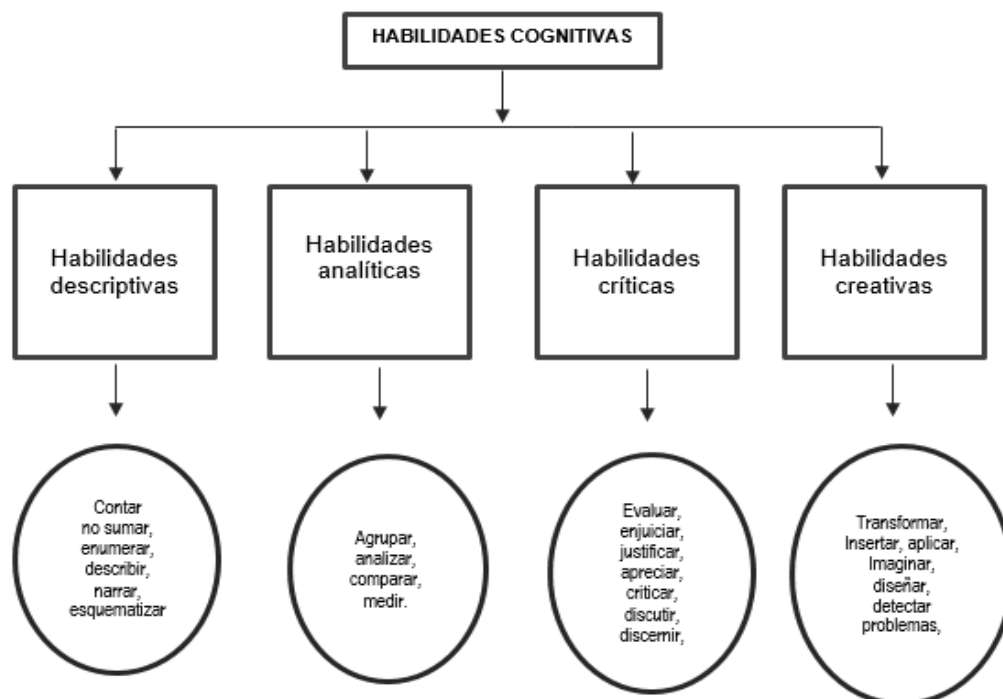 HABILIDADES COGNITIVAS
Habilidades
descriptivas
Habilidades
analíticas
Habilidades
críticas
Habilidades
creativas
Contar
no sumar,
enumerar,
describir,
narrar,
esquematizar
Agrupar,
analizar,
comparar,
medir.
Evaluar,
enjuiciar,
justificar,
apreciar,
criticar,
discutir,
discernir,
Transformar,
Insertar, aplicar,
Imaginar,
diseñar,
detectar
problemas,